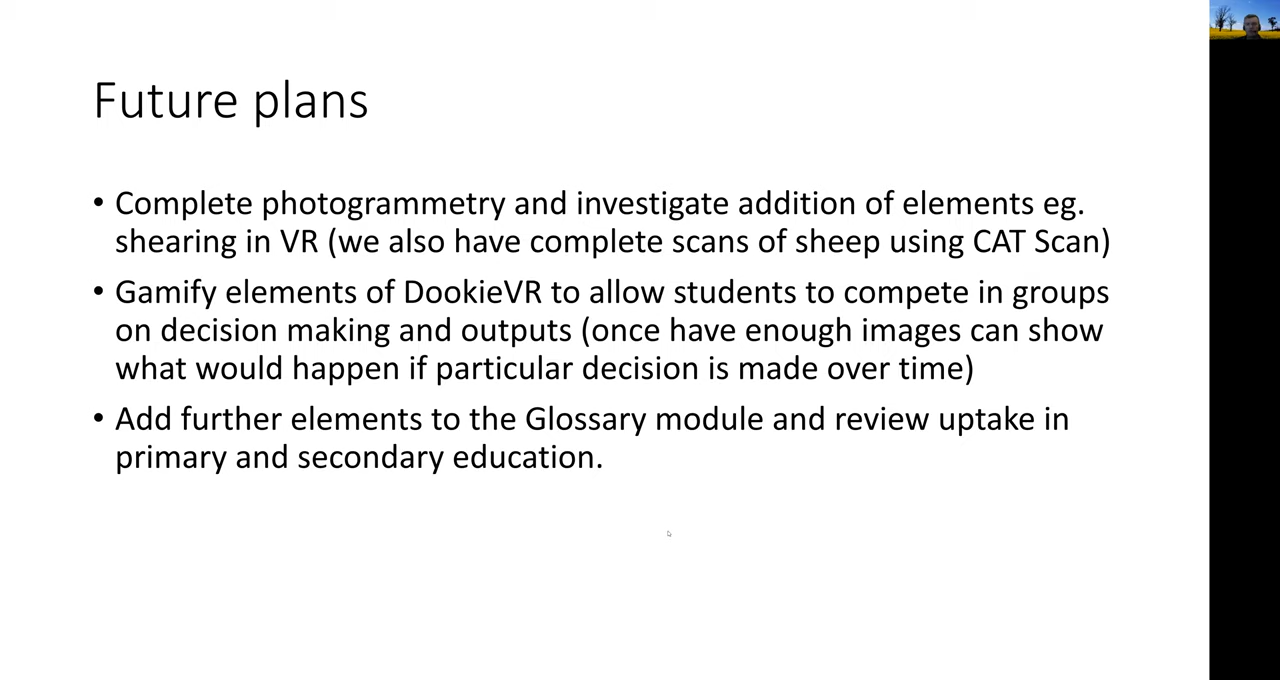 Future plans
• Complete photogrammetry and investigate addition of elements eg.
shearing in VR (we also have complete scans of sheep using CAT Scan)
• Gamify elements of DookieVR to allow students to compete in groups
on decision making and outputs (once have enough images can show
what would happen if particular decision is made over time)
• Add further elements to the Glossary module and review uptake in
primary and secondary education.